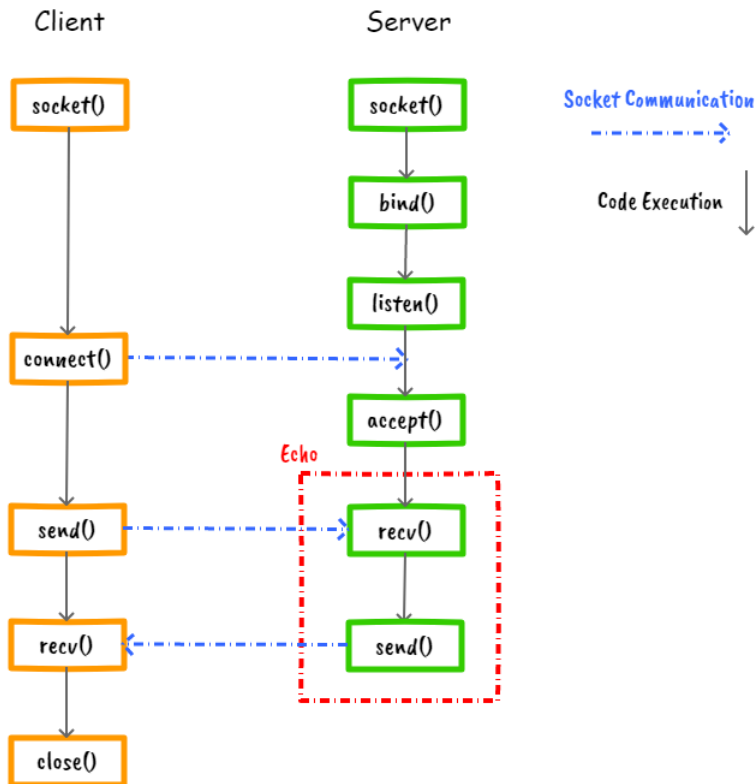 Client
Server
socket()
socket()
Socket Communication
bind()
Code Execution
listen()
connect()
accept()
Echo
send()
recv()
recv()
send()
close()